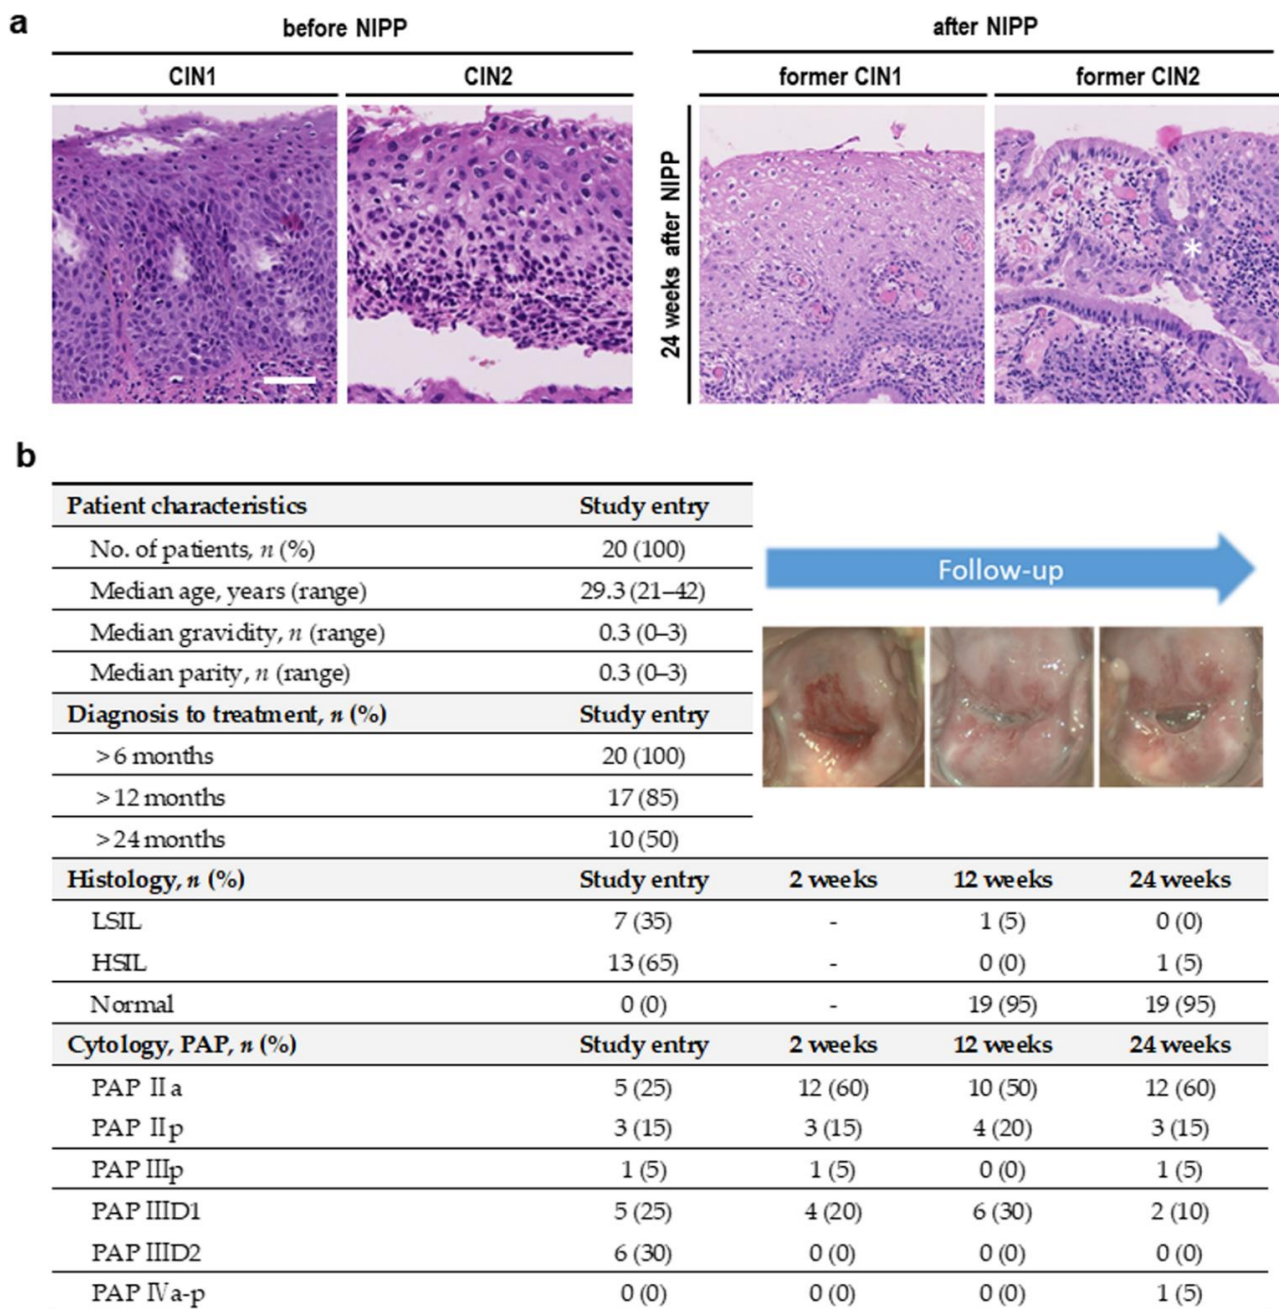 a
before NIPP
after NIPP
CIN1 CIN2 former CIN1 former CIN2
24 weeks after NIPP
*
b
Patient characteristics Study entry
No. of patients, n (%) 20 (100)
Median age, years (range) 29.3 (21–42)
Median gravidity, n (range) 0.3 (0–3)
Median parity, n (range) 0.3 (0–3)
Follow-up
Diagnosis to treatment, n (%) Study entry
>6 months 20 (100)
>12 months 17 (85)
>24 months 10 (50)
Histology, n (%) Study entry 2 weeks 12 weeks 24 weeks
LSIL 7 (35) - 1 (5) 0 (0)
HSIL 13 (65) - 0 (0) 1 (5)
Normal 0 (0) - 19 (95) 19 (95)
Cytology, PAP, n (%) Study entry 2 weeks 12 weeks 24 weeks
PAP IIa 5 (25) 12 (60) 10 (50) 12 (60)
PAP IIp 3 (15) 3 (15) 4 (20) 3 (15)
PAP IIIp 1 (5) 1 (5) 0 (0) 1 (5)
PAP IIID1 5 (25) 4 (20) 6 (30) 2 (10)
PAP IIID2 6 (30) 0 (0) 0 (0) 0 (0)
PAP IVa-p 0 (0) 0 (0) 0 (0) 1 (5)